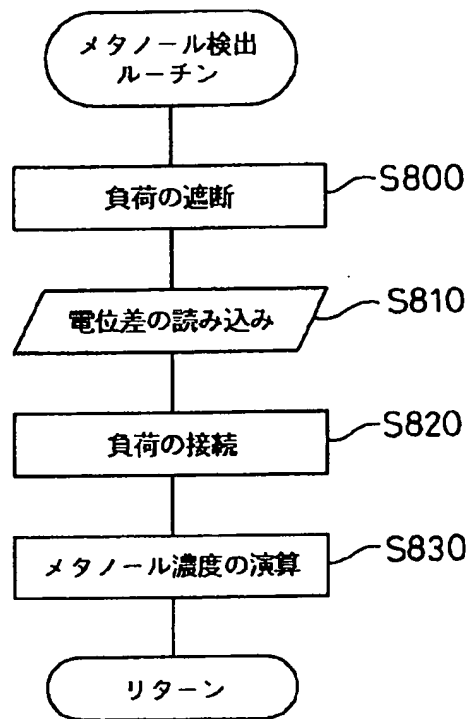 メタノール検出
ルーチン
負荷の遮断
S800
電位差の読み込み
S810
負荷の接続
S820
メタノール濃度の演算
S830
リターン